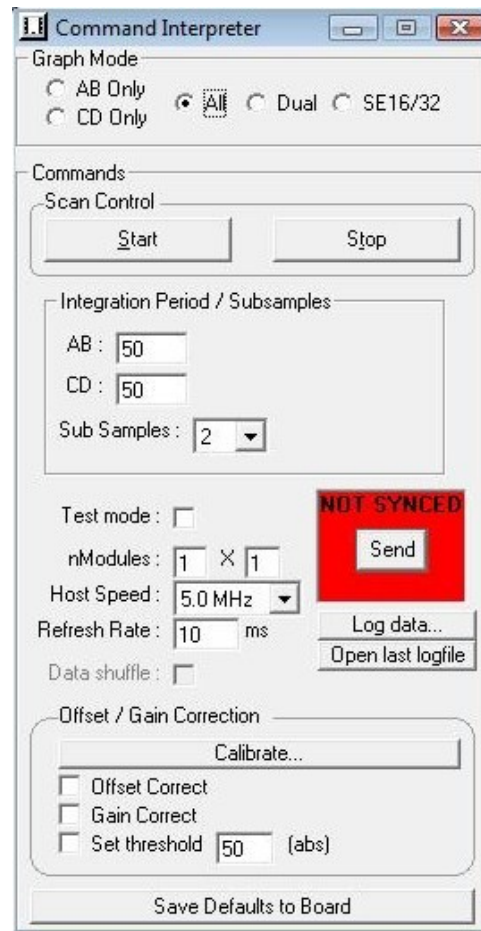 Command Interpreter
Graph Mode
AB Only
CD Only
All
Dual
SE16/32
Commands
Scan Control
Start
Stop
Integration Period / Subsamples
AB : 50
CD : 50
Sub Samples : 2
Test mode :
NOT SYNCED
Send
nModules : 1 X 1
Host Speed : 5.0 MHz
Refresh Rate : 10 ms
Log data...
Open last logfile
Data shuffle :
Offset / Gain Correction
Calibrate...
Offset Correct
Gain Correct
Set threshold 50 (abs)
Save Defaults to Board